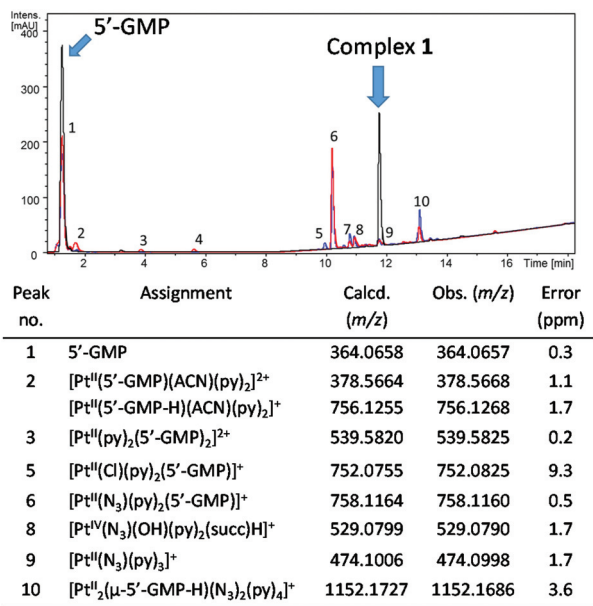 Intens.
[mAU]
5′-GMP
Complex 1
400
300
200
100
0
1
2
3
4
5
6
7
8
9
10
2
4
6
8
10
12
14
16
Time [min]
Peak no. Assignment Calcd. (m/z) Obs. (m/z) Error (ppm)
1 5′-GMP 364.0658 364.0657 0.3
2 [Ptᴵᴵ(5′-GMP)(ACN)(py)₂]²⁺ 378.5664 378.5668 1.1
[Ptᴵᴵ(5′-GMP-H)(ACN)(py)₂]⁺ 756.1255 756.1268 1.7
3 [Ptᴵᴵ(py)₂(5′-GMP)₂]²⁺ 539.5820 539.5825 0.2
5 [Ptᴵᴵ(Cl)(py)₂(5′-GMP)]⁺ 752.0755 752.0825 9.3
6 [Ptᴵᴵ(N₃)(py)₂(5′-GMP)]⁺ 758.1164 758.1160 0.5
8 [Ptᴵⱽ(N₃)(OH)(py)₂(succ)H]⁺ 529.0799 529.0790 1.7
9 [Ptᴵᴵ(N₃)(py)₃]⁺ 474.1006 474.0998 1.7
10 [Ptᴵᴵ₂(μ-5′-GMP-H)(N₃)₂(py)₄]⁺ 1152.1727 1152.1686 3.6